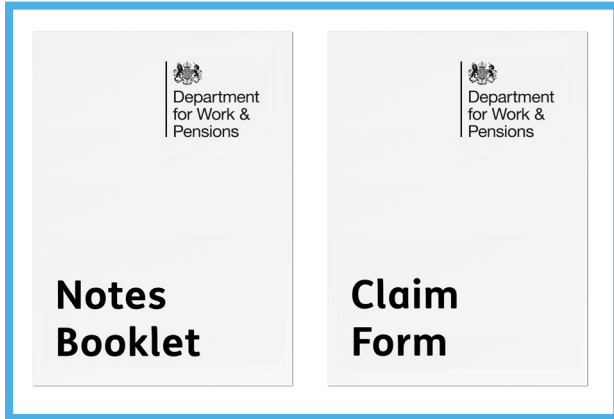 Department
for Work &
Pensions
Notes
Booklet
Department
for Work &
Pensions
Claim
Form